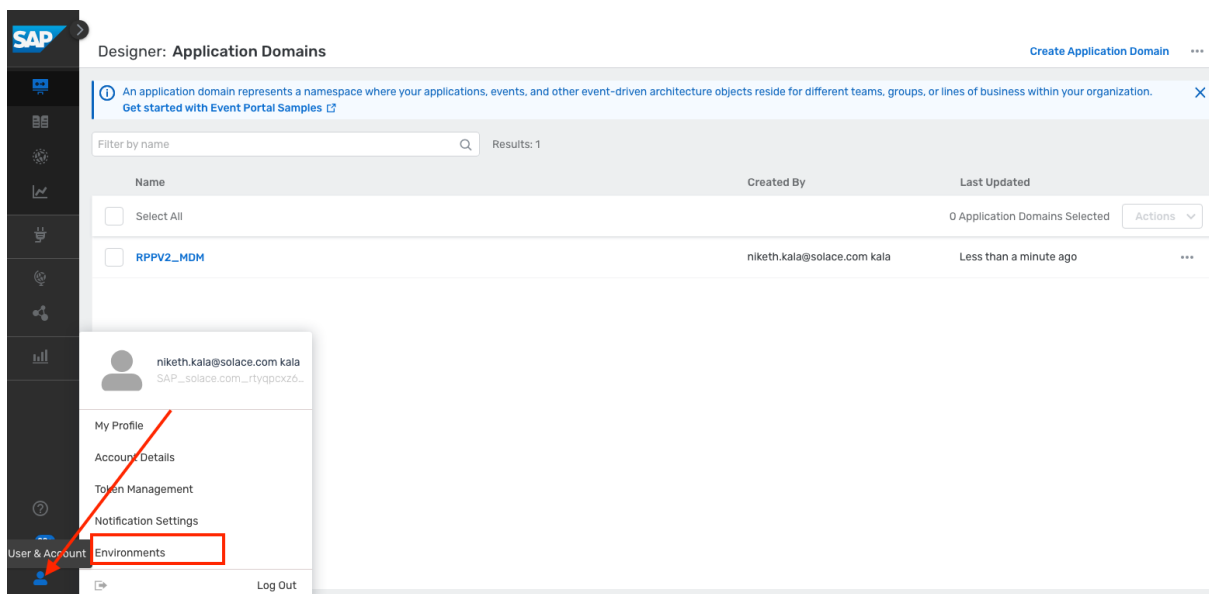 SAP
Designer: Application Domains
Create Application Domain
An application domain represents a namespace where your applications, events, and other event-driven architecture objects reside for different teams, groups, or lines of business within your organization.
Get started with Event Portal Samples
Filter by name
Results: 1
Name Created By Last Updated
Select All 0 Application Domains Selected Actions
RPPV2_MDM niketh.kala@solace.com kala Less than a minute ago
niketh.kala@solace.com kala
SAP_solace.com_rtyqpcxz6...
My Profile
Account Details
Token Management
Notification Settings
User & Account
Environments
Log Out